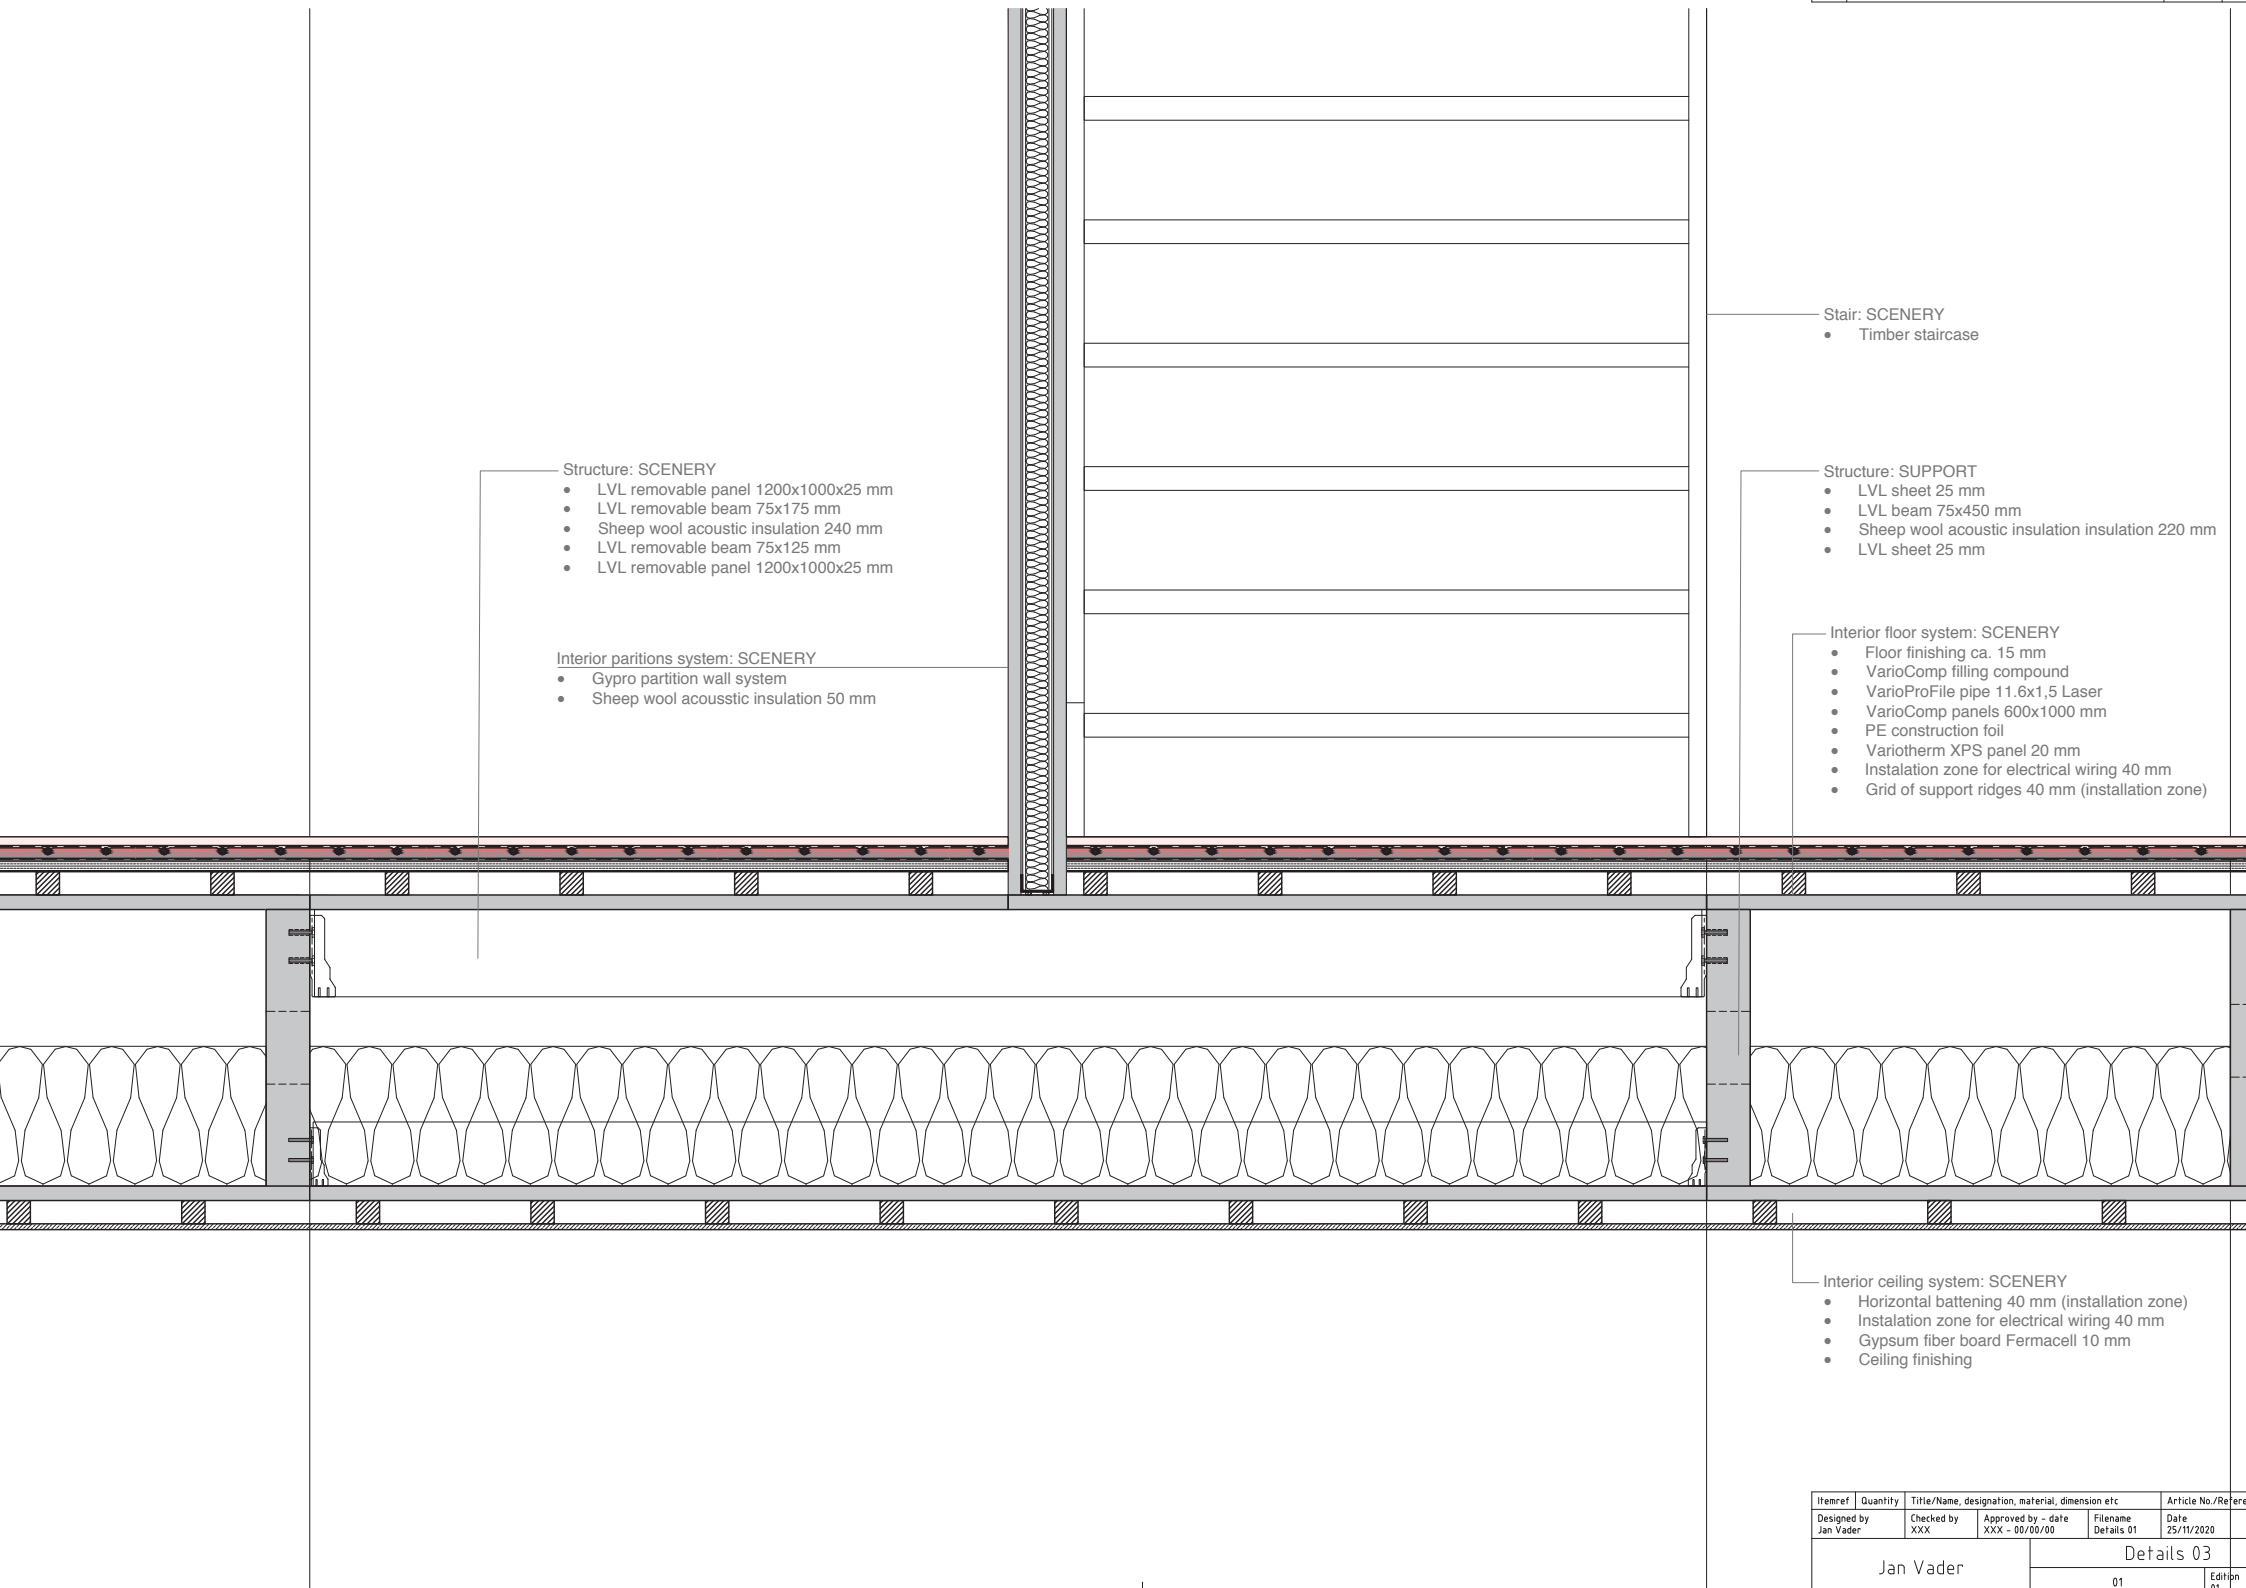 Stair: SCENERY
● Timber staircase
Structure: SCENERY
● LVL removable panel 1200x1000x25 mm
● LVL removable beam 75x175 mm
● Sheep wool acoustic insulation 240 mm
● LVL removable beam 75x125 mm
● LVL removable panel 1200x1000x25 mm
Structure: SUPPORT
● LVL sheet 25 mm
● LVL beam 75x450 mm
● Sheep wool acoustic insulation insulation 220 mm
● LVL sheet 25 mm
Interior paritions system: SCENERY
● Gypro partition wall system
● Sheep wool acousstic insulation 50 mm
Interior floor system: SCENERY
● Floor finishing ca. 15 mm
● VarioComp filling compound
● VarioProFile pipe 11.6x1,5 Laser
● VarioComp panels 600x1000 mm
● PE construction foil
● Variotherm XPS panel 20 mm
● Instalation zone for electrical wiring 40 mm
● Grid of support ridges 40 mm (installation zone)
Interior ceiling system: SCENERY
● Horizontal battening 40 mm (installation zone)
● Instalation zone for electrical wiring 40 mm
● Gypsum fiber board Fermacell 10 mm
● Ceiling finishing
Itemref Quantity Title/Name, designation, material, dimension etc Article No./Refere
Designed by Checked by Approved by - date Filename Date
Jan Vader XXX XXX - 00/00/00 Details 01 25/11/2020
Jan Vader Details 03
01 Edition
01